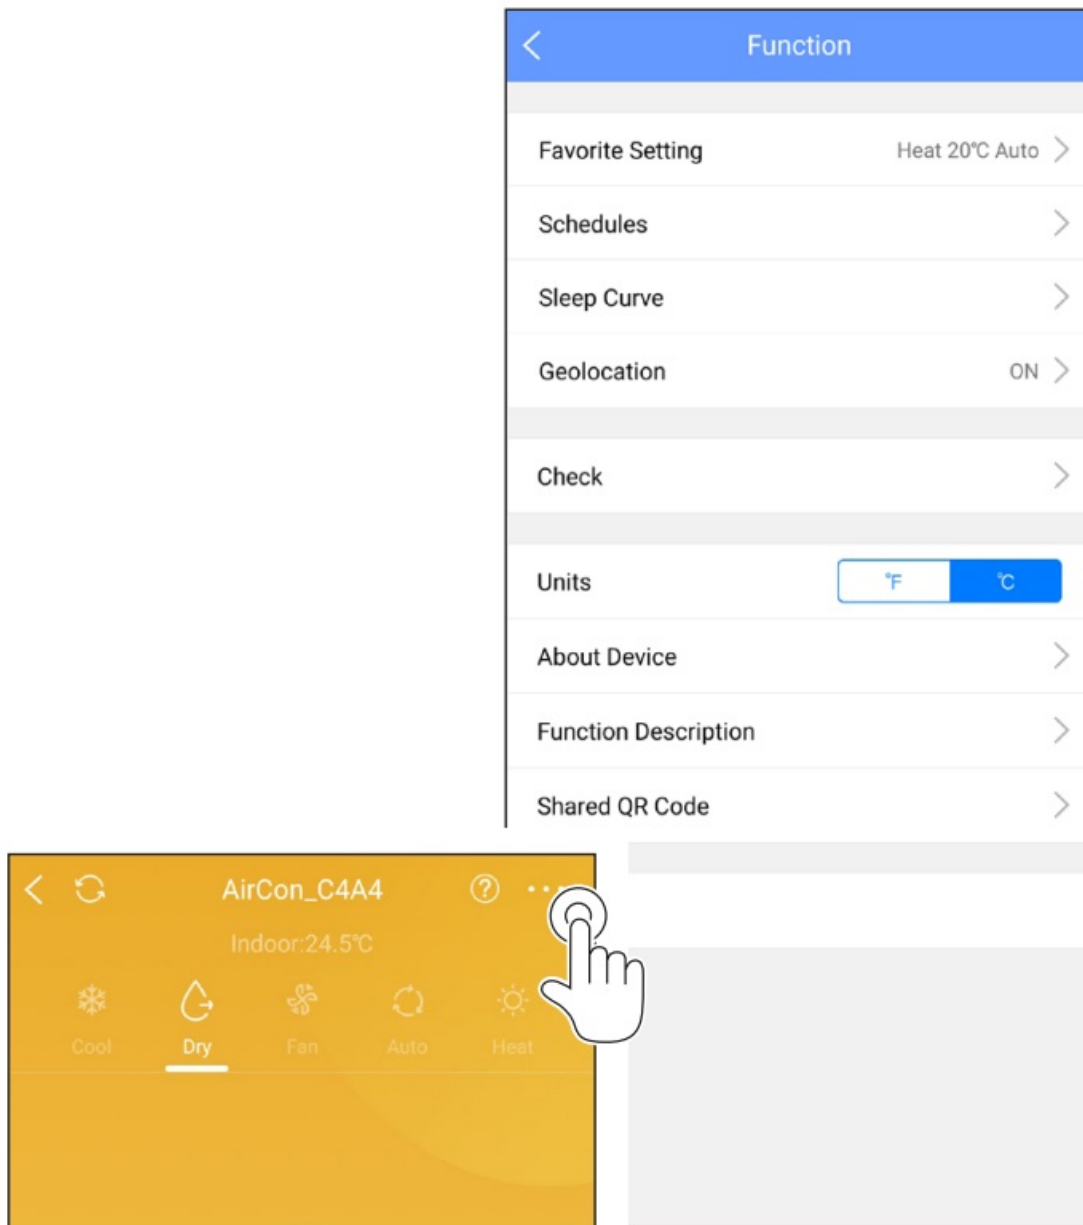 Function
Favorite Setting Heat 20℃ Auto
Schedules
Sleep Curve
Geolocation ON
Check
Units ℉ ℃
About Device
Function Description
Shared QR Code
AirCon_C4A4
Indoor:24.5℃
Cool Dry Fan Auto Heat